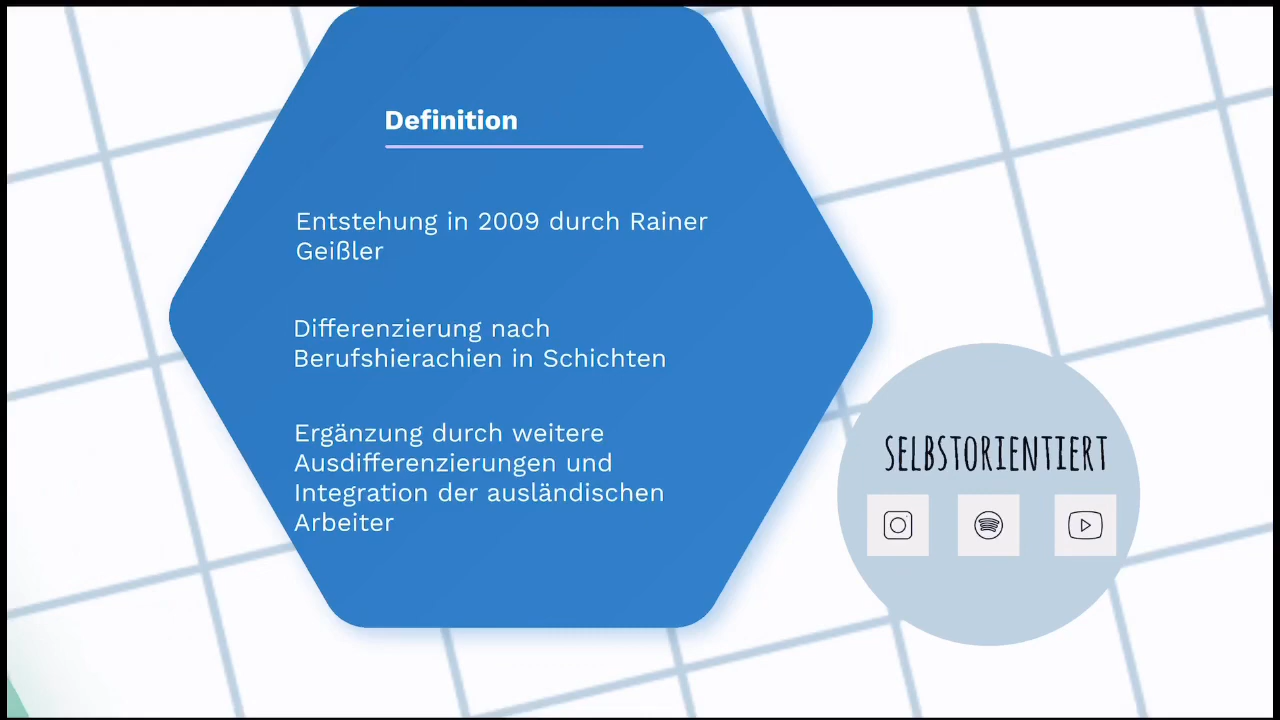 Definition
Entstehung in 2009 durch Rainer
Geißler
Differenzierung nach
Berufshierachien in Schichten
Ergänzung durch weitere
Ausdifferenzierungen und
Integration der ausländischen
Arbeiter
SELBSTORIENTIERT